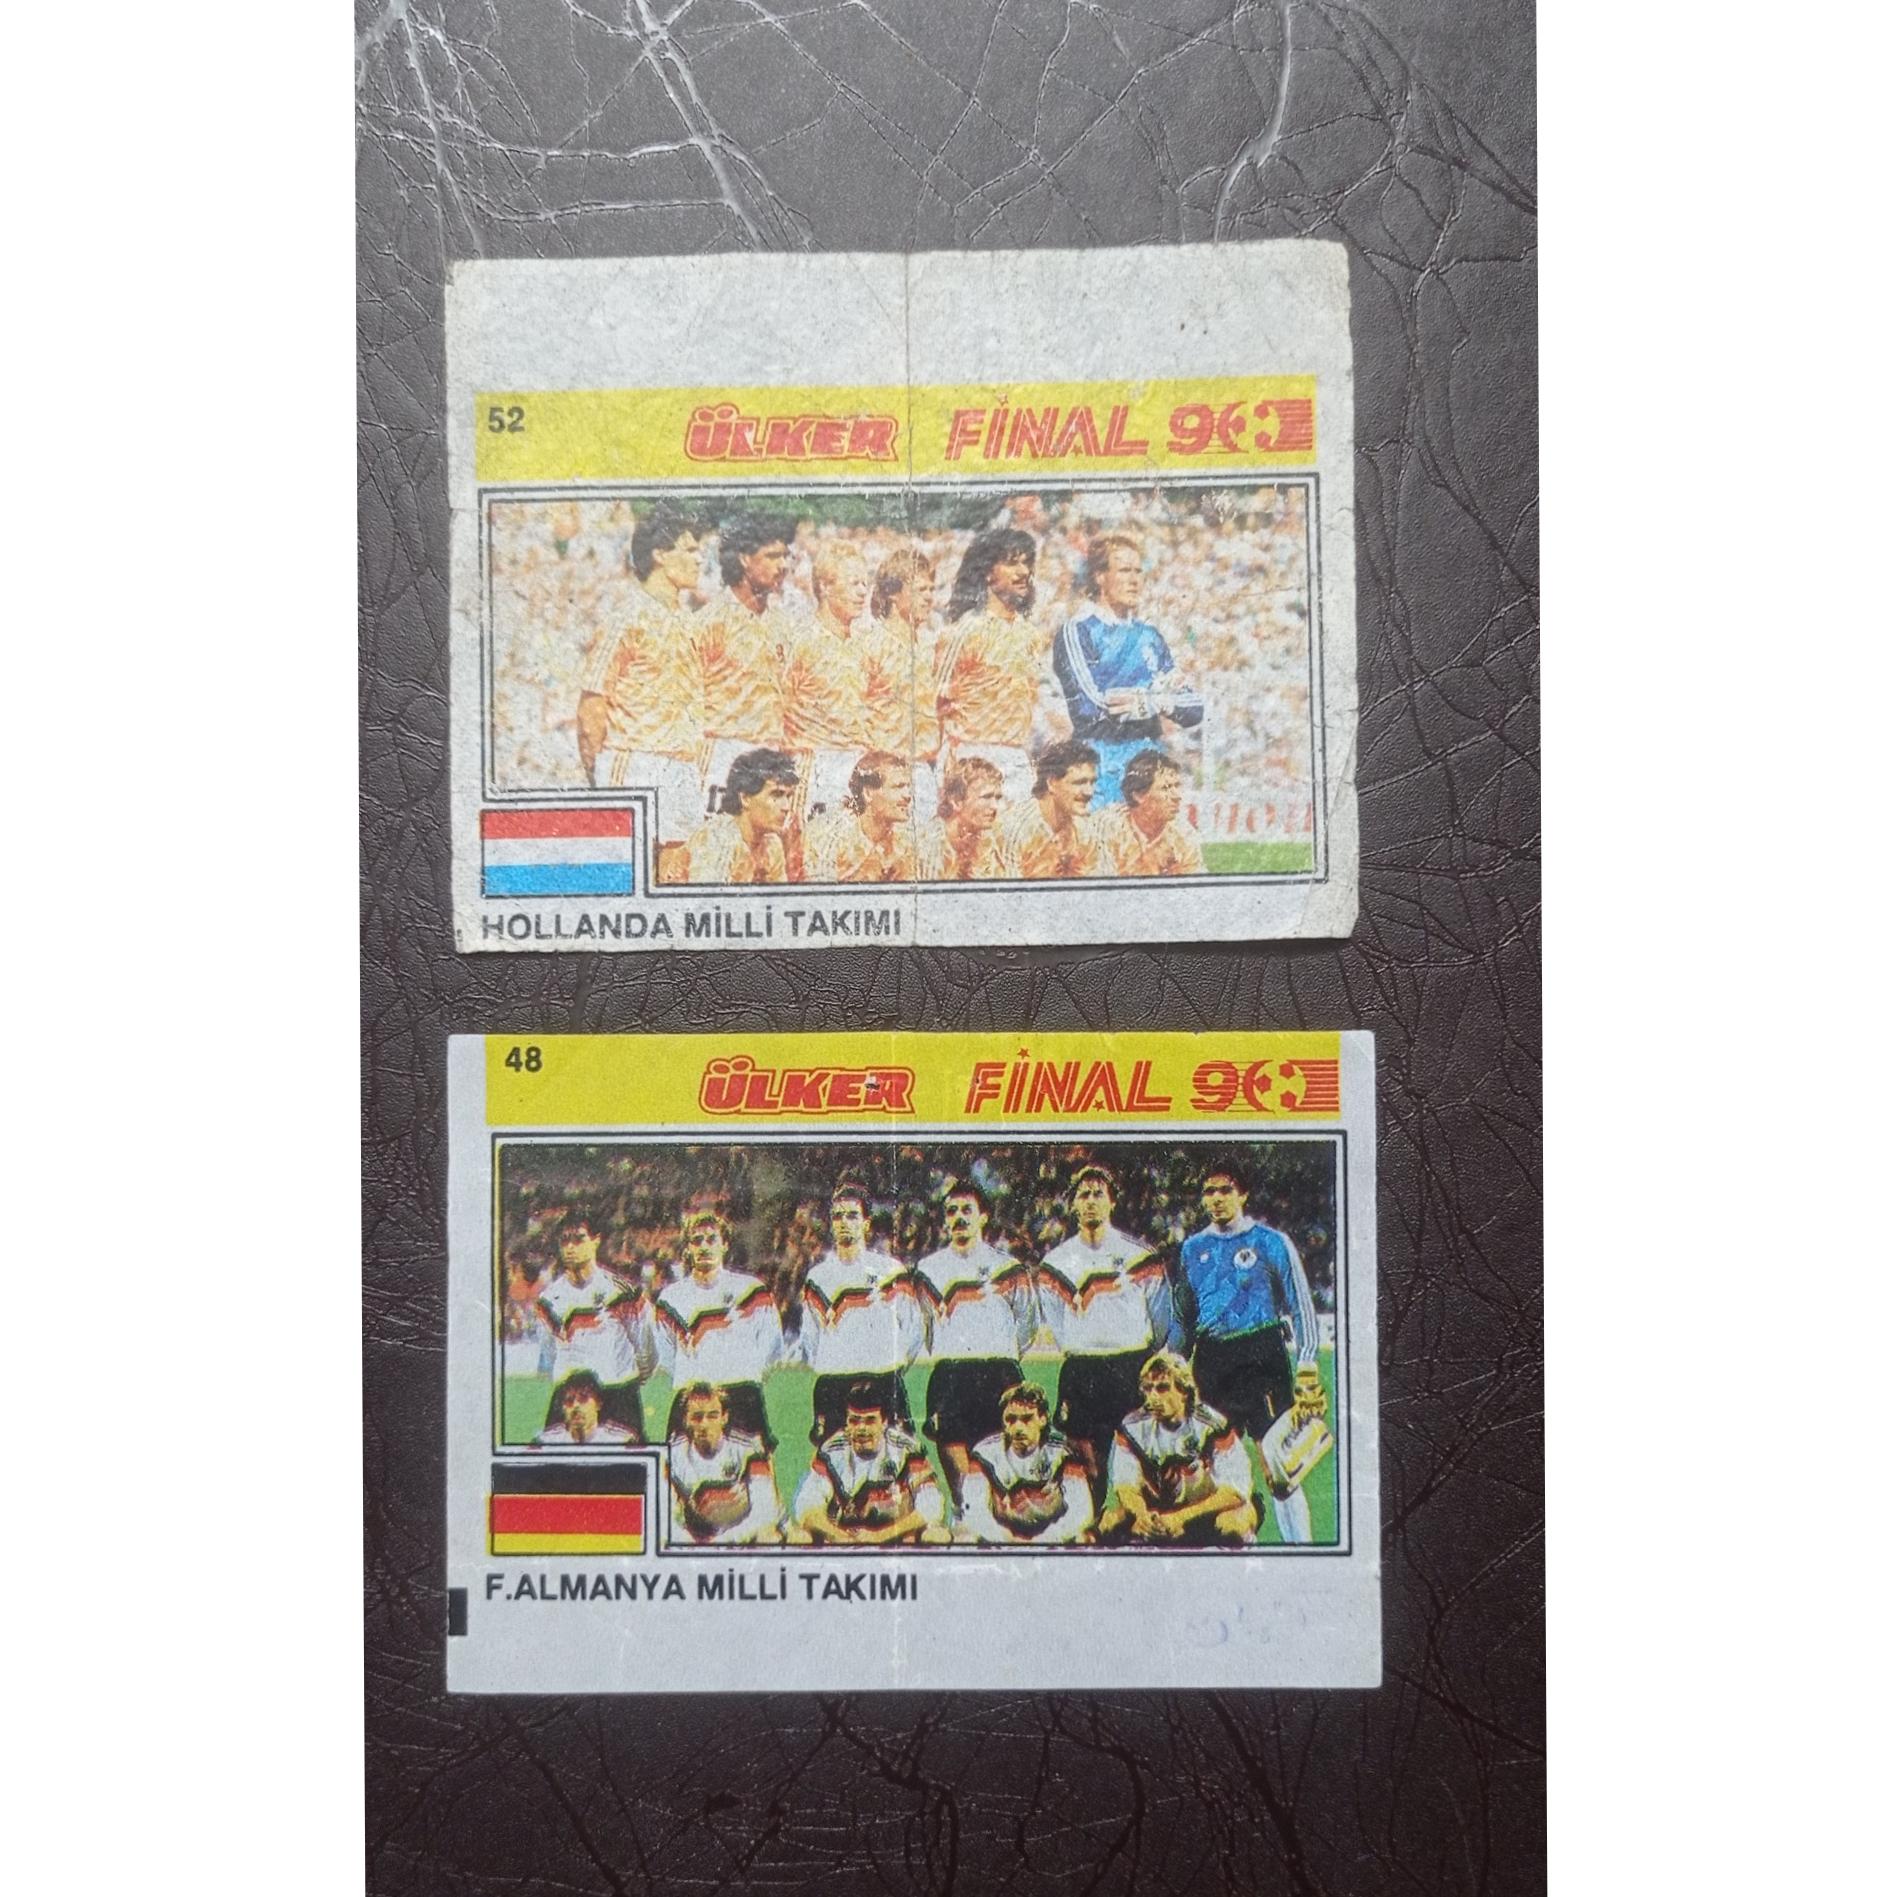 52 ÜLKER FİNAL 90
HOLLANDA MİLLİ TAKIMI
48 ÜLKER FİNAL 90
F.ALMANYA MİLLİ TAKIMI